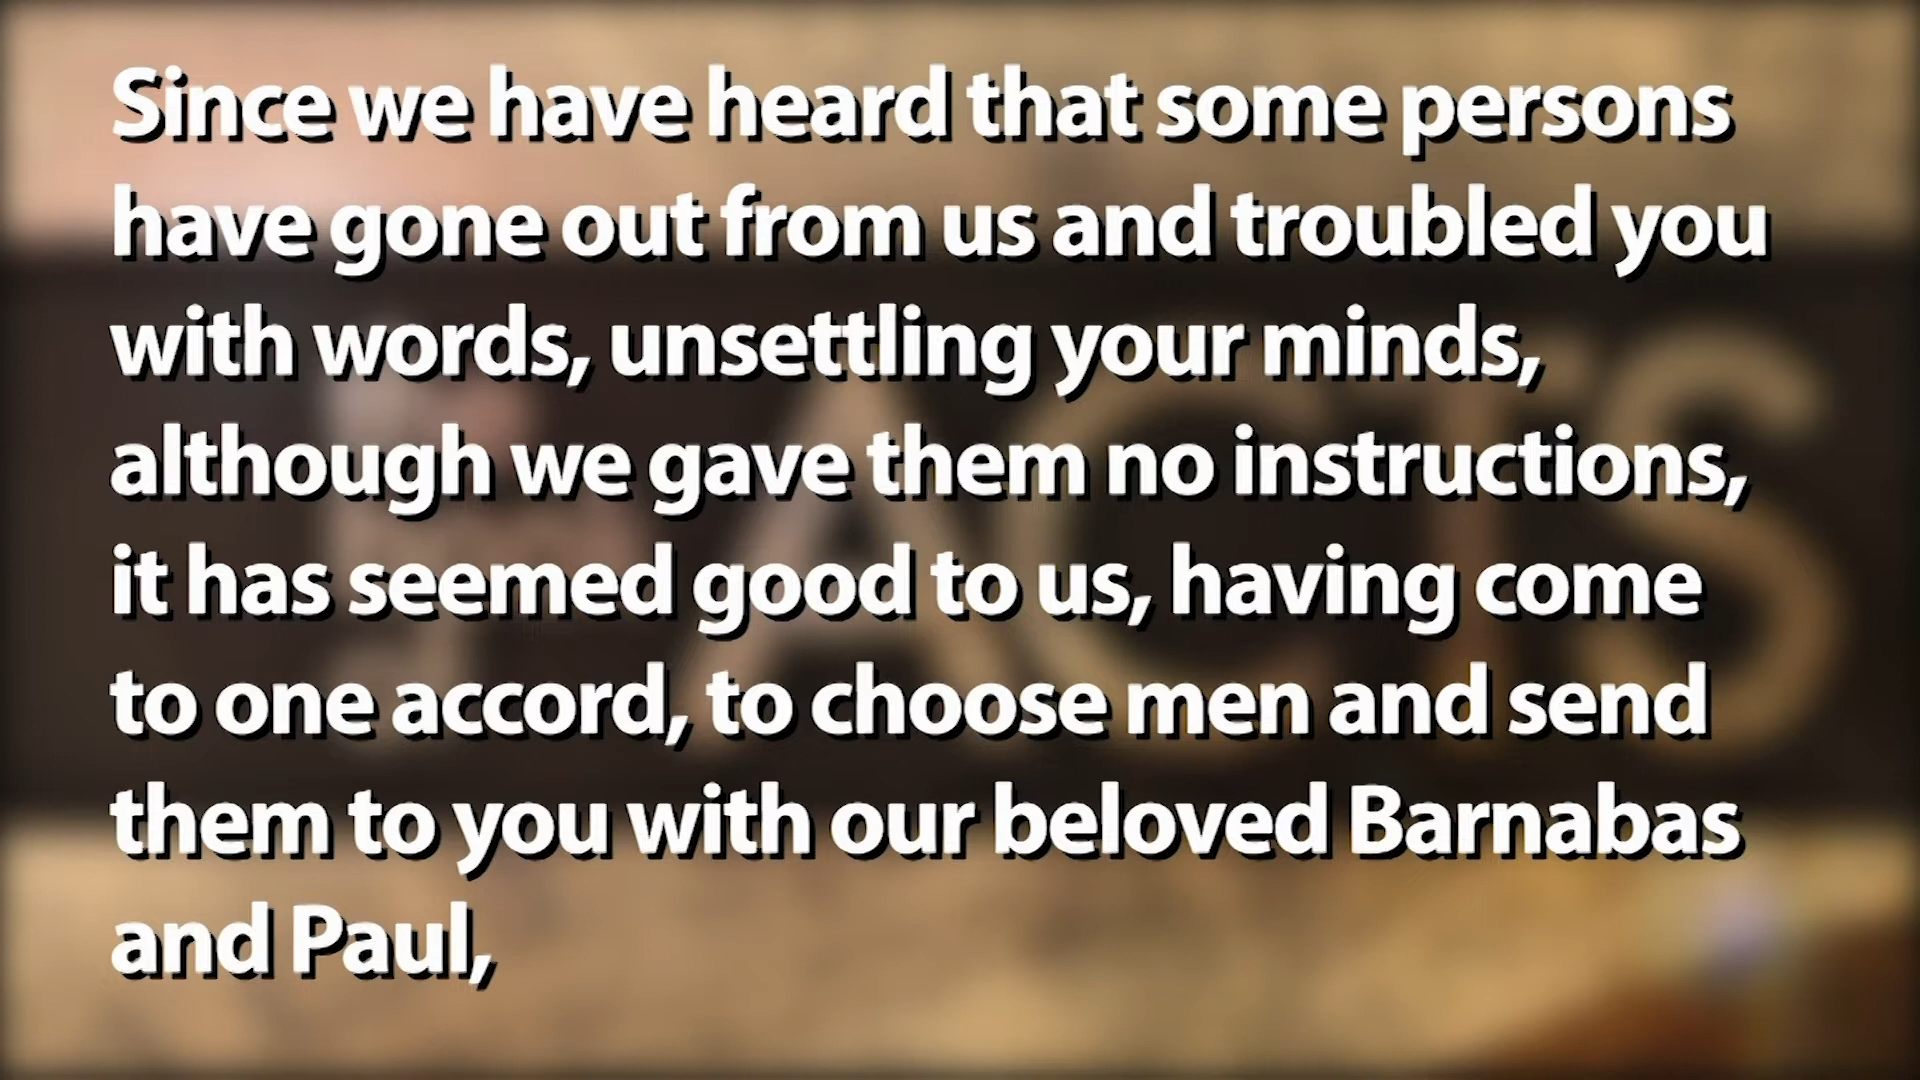 Since we have heard that some persons
have gone out from us and troubled you
with words, unsettling your minds,
although we gave them no instructions,
it has seemed good to us, having come
to one accord, to choose men and send
them to you with our beloved Barnabas
and Paul,
ACTS